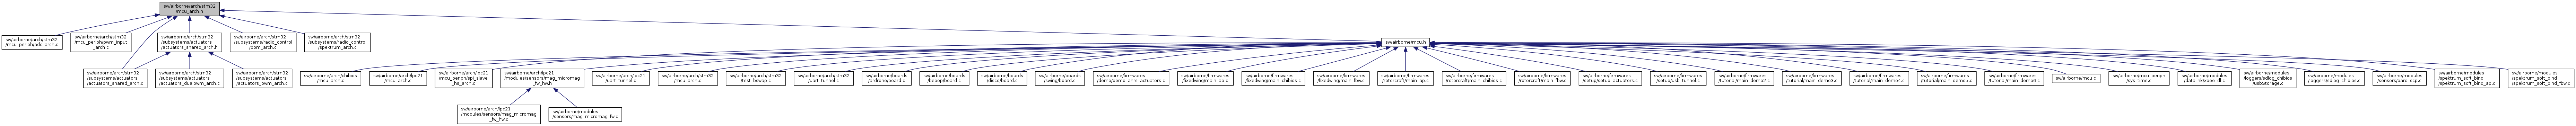 sw/airborne/arch/stm32
/mcu_arch.h
sw/airborne/arch/stm32
/mcu_periph/adc_arch.c
sw/airborne/arch/stm32
/mcu_periph/pwm_input
_arch.c
sw/airborne/arch/stm32
/subsystems/actuators
/actuators_shared_arch.h
sw/airborne/arch/stm32
/subsystems/radio_control
/ppm_arch.c
sw/airborne/arch/stm32
/subsystems/radio_control
/spektrum_arch.c
sw/airborne/mcu.h
sw/airborne/arch/stm32
/subsystems/actuators
/actuators_shared_arch.c
sw/airborne/arch/stm32
/subsystems/actuators
/actuators_dualpwm_arch.c
sw/airborne/arch/stm32
/subsystems/actuators
/actuators_pwm_arch.c
sw/airborne/arch/chibios
/mcu_arch.c
sw/airborne/arch/lpc21
/mcu_arch.c
sw/airborne/arch/lpc21
/mcu_periph/spi_slave
_hs_arch.c
sw/airborne/arch/lpc21
/modules/sensors/mag_micromag
_fw_hw.h
sw/airborne/arch/lpc21
/uart_tunnel.c
sw/airborne/arch/stm32
/mcu_arch.c
sw/airborne/arch/stm32
/test_bswap.c
sw/airborne/arch/stm32
/uart_tunnel.c
sw/airborne/boards
/ardrone/board.c
sw/airborne/boards
/bebop/board.c
sw/airborne/boards
/disco/board.c
sw/airborne/boards
/swing/board.c
sw/airborne/firmwares
/demo/demo_ahrs_actuators.c
sw/airborne/firmwares
/fixedwing/main_ap.c
sw/airborne/firmwares
/fixedwing/main_chibios.c
sw/airborne/firmwares
/fixedwing/main_fbw.c
sw/airborne/firmwares
/rotorcraft/main_ap.c
sw/airborne/firmwares
/rotorcraft/main_chibios.c
sw/airborne/firmwares
/rotorcraft/main_fbw.c
sw/airborne/firmwares
/setup/setup_actuators.c
sw/airborne/firmwares
/setup/usb_tunnel.c
sw/airborne/firmwares
/tutorial/main_demo2.c
sw/airborne/firmwares
/tutorial/main_demo3.c
sw/airborne/firmwares
/tutorial/main_demo4.c
sw/airborne/firmwares
/tutorial/main_demo5.c
sw/airborne/firmwares
/tutorial/main_demo6.c
sw/airborne/mcu.c
sw/airborne/mcu_periph
/sys_time.c
sw/airborne/modules
/datalink/xbee_dl.c
sw/airborne/modules
/loggers/sdlog_chibios
/usbStorage.c
sw/airborne/modules
/loggers/sdlog_chibios.c
sw/airborne/modules
/sensors/baro_scp.c
sw/airborne/modules
/spektrum_soft_bind
/spektrum_soft_bind_ap.c
sw/airborne/modules
/spektrum_soft_bind
/spektrum_soft_bind_fbw.c
sw/airborne/arch/lpc21
/modules/sensors/mag_micromag
_fw_hw.c
sw/airborne/modules
/sensors/mag_micromag_fw.c